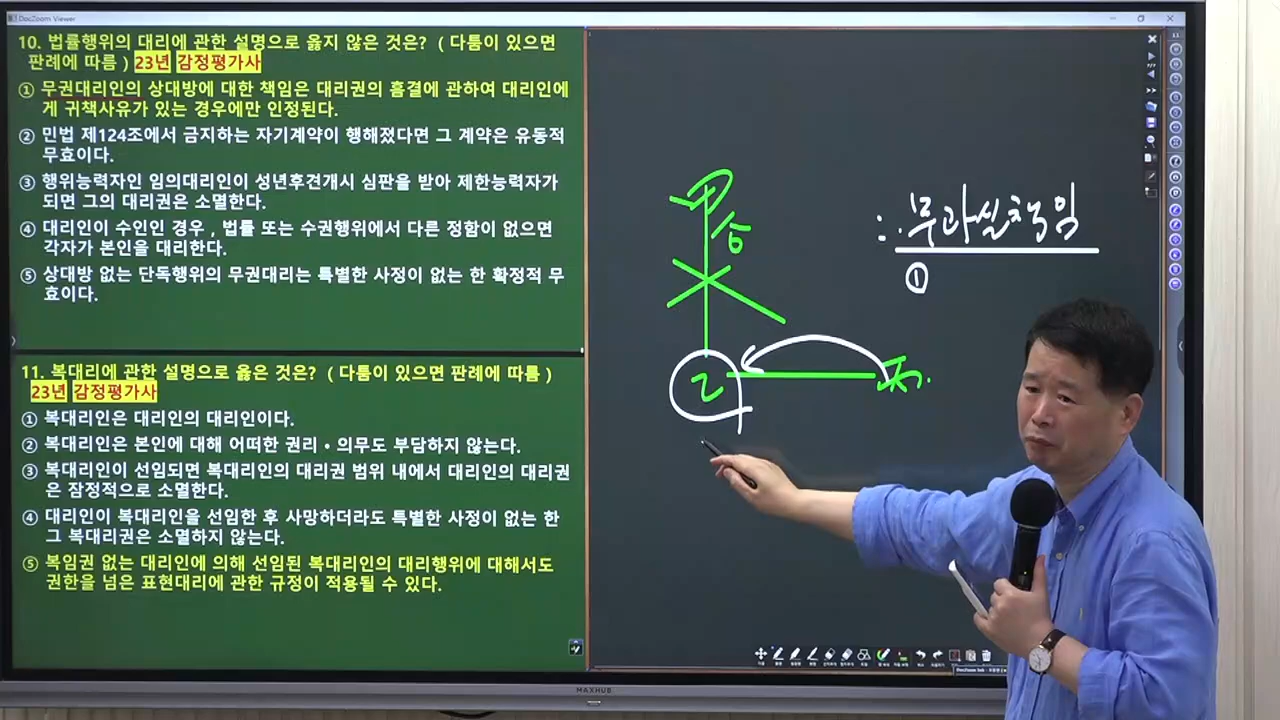 DocZoom Viewer
10. 법률행위의 대리에 관한 설명으로 옳지 않은 것은? ( 다툼이 있으면
판례에 따름 ) 23년 감정평가사
① 무권대리인의 상대방에 대한 책임은 대리권의 흠결에 관하여 대리인에
게 귀책사유가 있는 경우에만 인정된다.
② 민법 제124조에서 금지하는 자기계약이 행해졌다면 그 계약은 유동적
무효이다.
③ 행위능력자인 임의대리인이 성년후견개시 심판을 받아 제한능력자가
되면 그의 대리권은 소멸한다.
④ 대리인이 수인인 경우 , 법률 또는 수권행위에서 다른 정함이 없으면
각자가 본인을 대리한다.
⑤ 상대방 없는 단독행위의 무권대리는 특별한 사정이 없는 한 확정적 무
효이다.
11. 복대리에 관한 설명으로 옳은 것은? ( 다툼이 있으면 판례에 따름 )
23년 감정평가사
① 복대리인은 대리인의 대리인이다.
② 복대리인은 본인에 대해 어떠한 권리 • 의무도 부담하지 않는다.
③ 복대리인이 선임되면 복대리인의 대리권 범위 내에서 대리인의 대리권
은 잠정적으로 소멸한다.
④ 대리인이 복대리인을 선임한 후 사망하더라도 특별한 사정이 없는 한
그 복대리권은 소멸하지 않는다.
⑤ 복임권 없는 대리인에 의해 선임된 복대리인의 대리행위에 대해서도
권한을 넘은 표현대리에 관한 규정이 적용될 수 있다.
甲
乙
丙.
∴ 무과실책임
①
MAXHUB